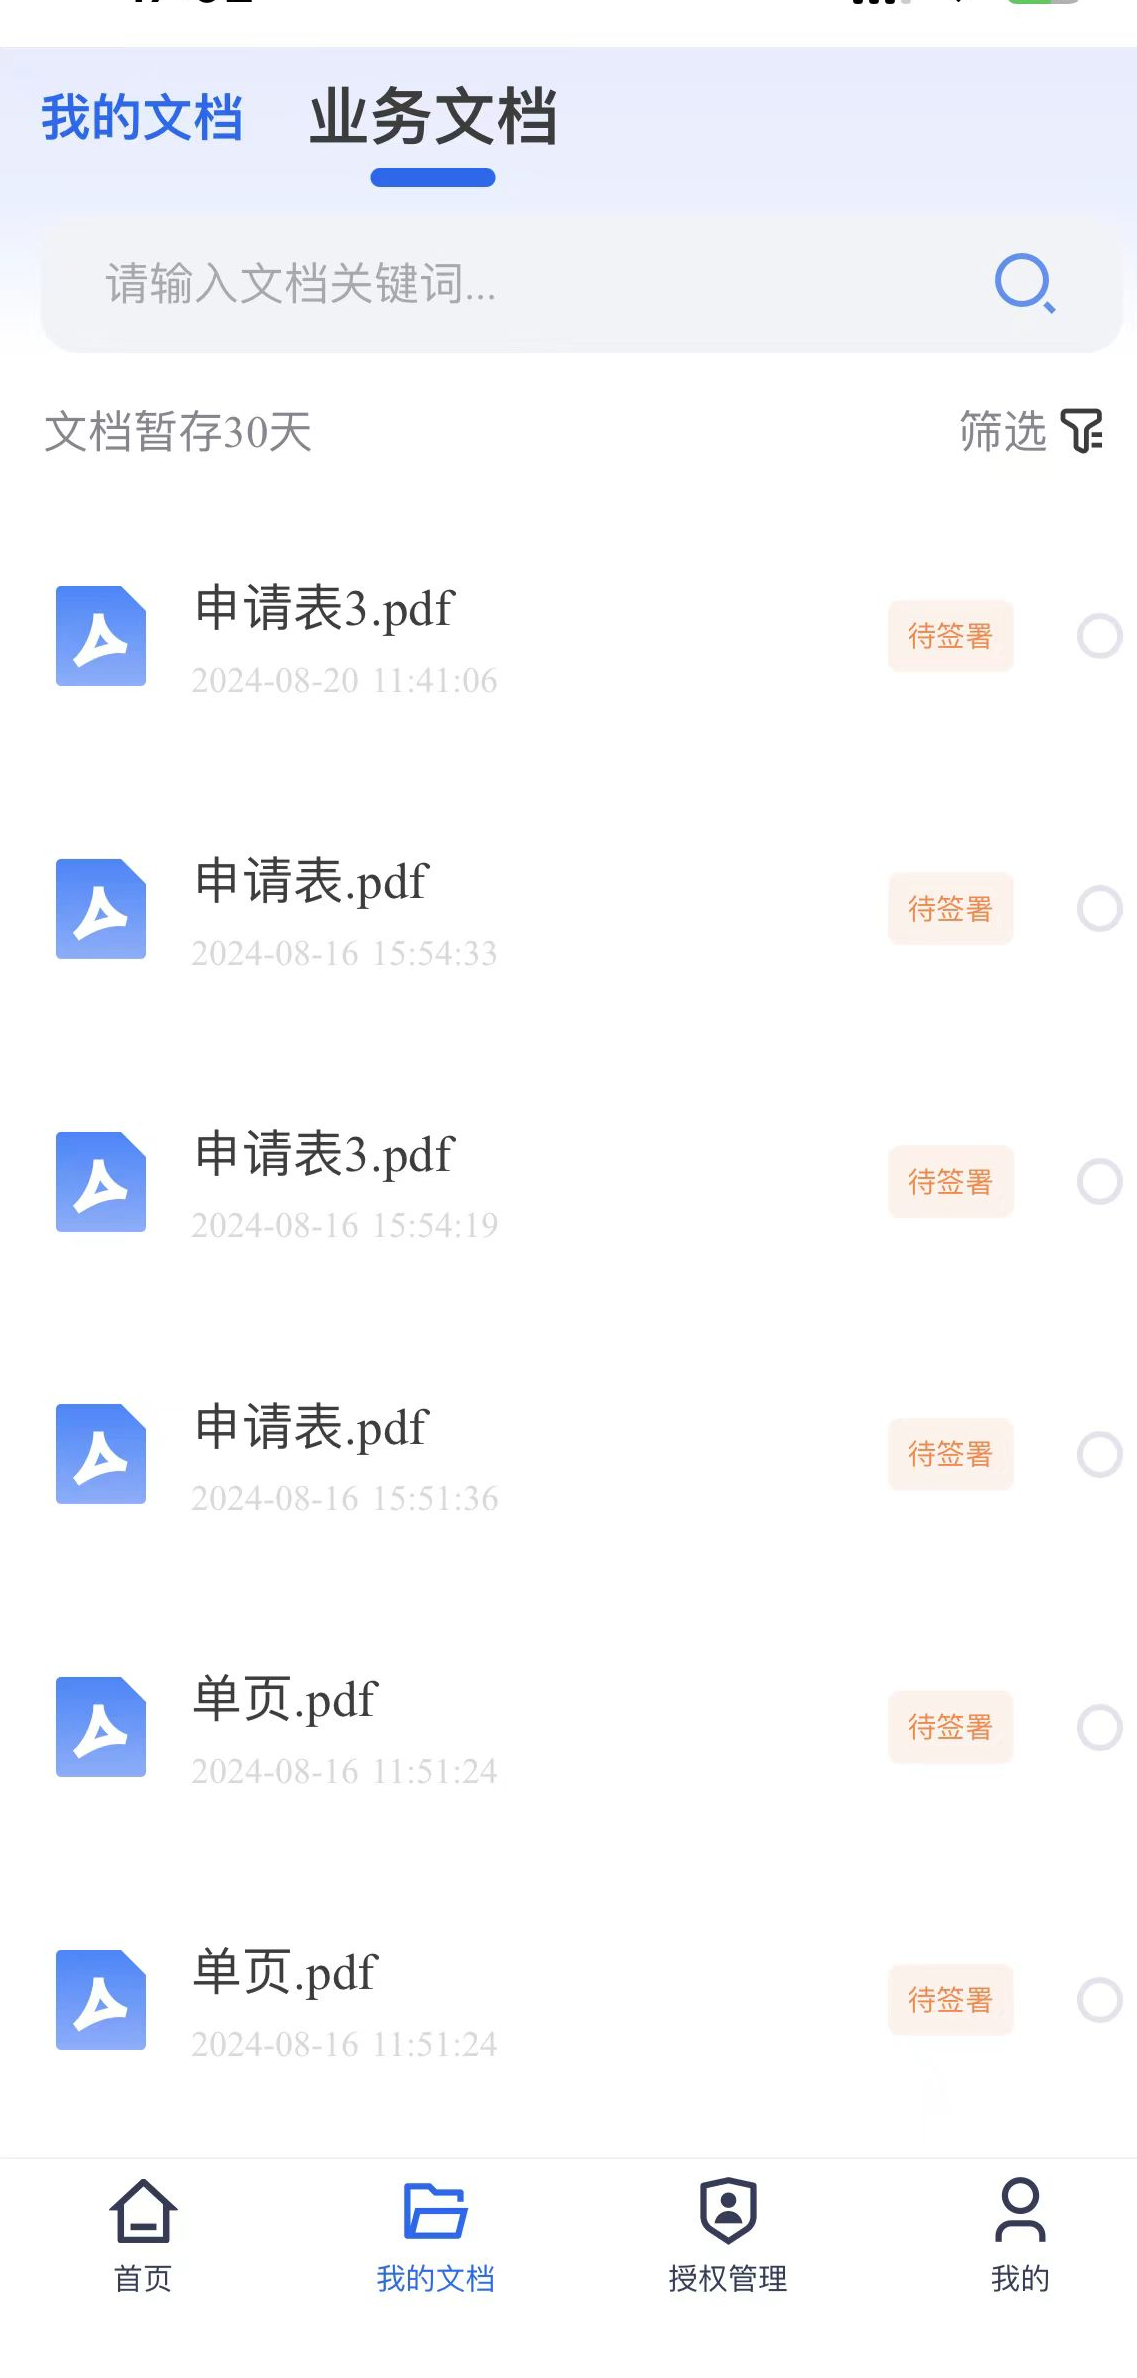 我的文档 业务文档
请输入文档关键词...
文档暂存30天 筛选
申请表3.pdf
待签署
2024-08-20 11:41:06
申请表.pdf
待签署
2024-08-16 15:54:33
申请表3.pdf
待签署
2024-08-16 15:54:19
申请表.pdf
待签署
2024-08-16 15:51:36
单页.pdf
待签署
2024-08-16 11:51:24
单页.pdf
待签署
2024-08-16 11:51:24
首页 我的文档 授权管理 我的